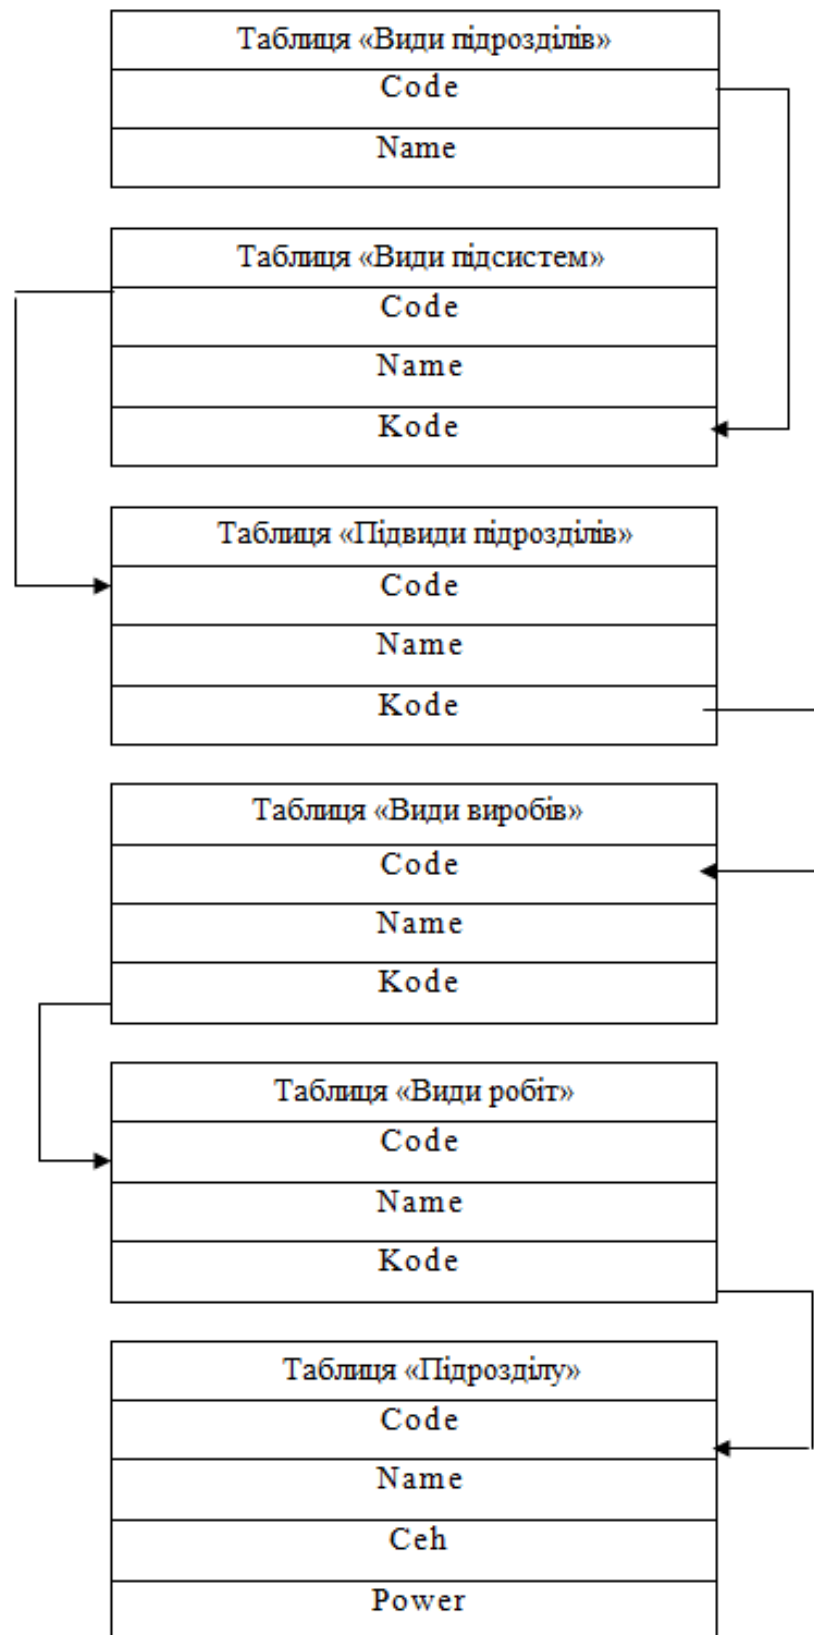 Таблиця «Види підрозділів»
Code
Name
Таблиця «Види підсистем»
Code
Name
Kode
Таблиця «Підвиди підрозділів»
Code
Name
Kode
Таблиця «Види виробів»
Code
Name
Kode
Таблиця «Види робіт»
Code
Name
Kode
Таблиця «Підрозділу»
Code
Name
Ceh
Power